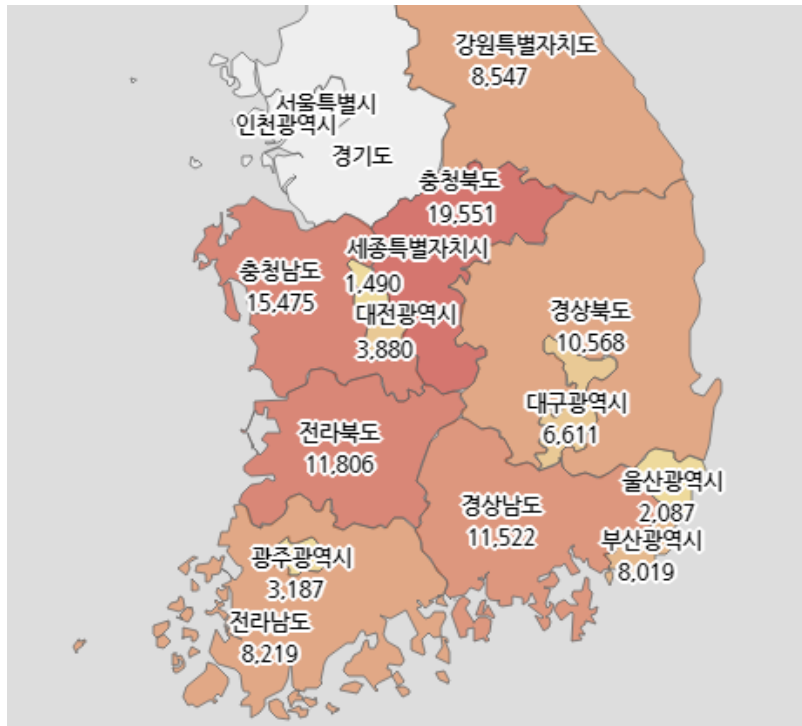 강원특별자치도
8,547
서울특별시
인천광역시
경기도
충청북도
19,551
세종특별자치시
1,490
충청남도
15,475
대전광역시
3,880
경상북도
10,568
대구광역시
6,611
전라북도
11,806
울산광역시
2,087
경상남도
11,522
부산광역시
8,019
광주광역시
3,187
전라남도
8,219